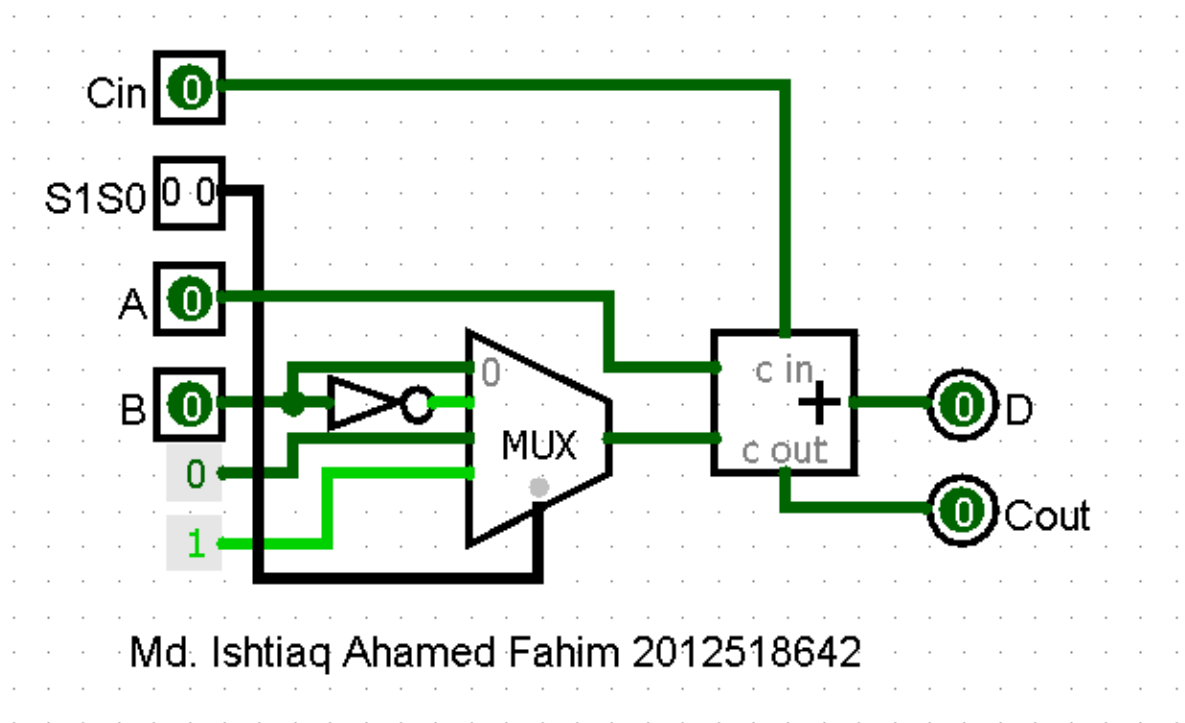 Cin 0
S1S0 0 0
A 0
c in
B 0
0
MUX
0 D
c out
0
1
0 Cout
Md. Ishtiaq Ahamed Fahim 2012518642